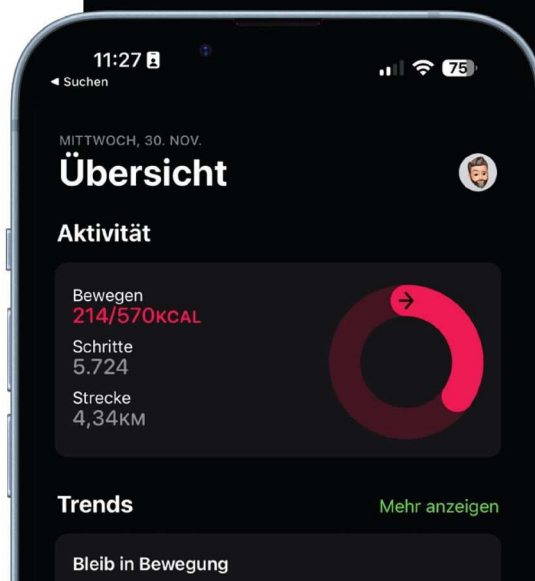 11:27
75
◀ Suchen
MITTWOCH, 30. NOV.
Übersicht
Aktivität
Bewegen
214/570KCAL
Schritte
5.724
Strecke
4,34KM
Trends
Mehr anzeigen
Bleib in Bewegung